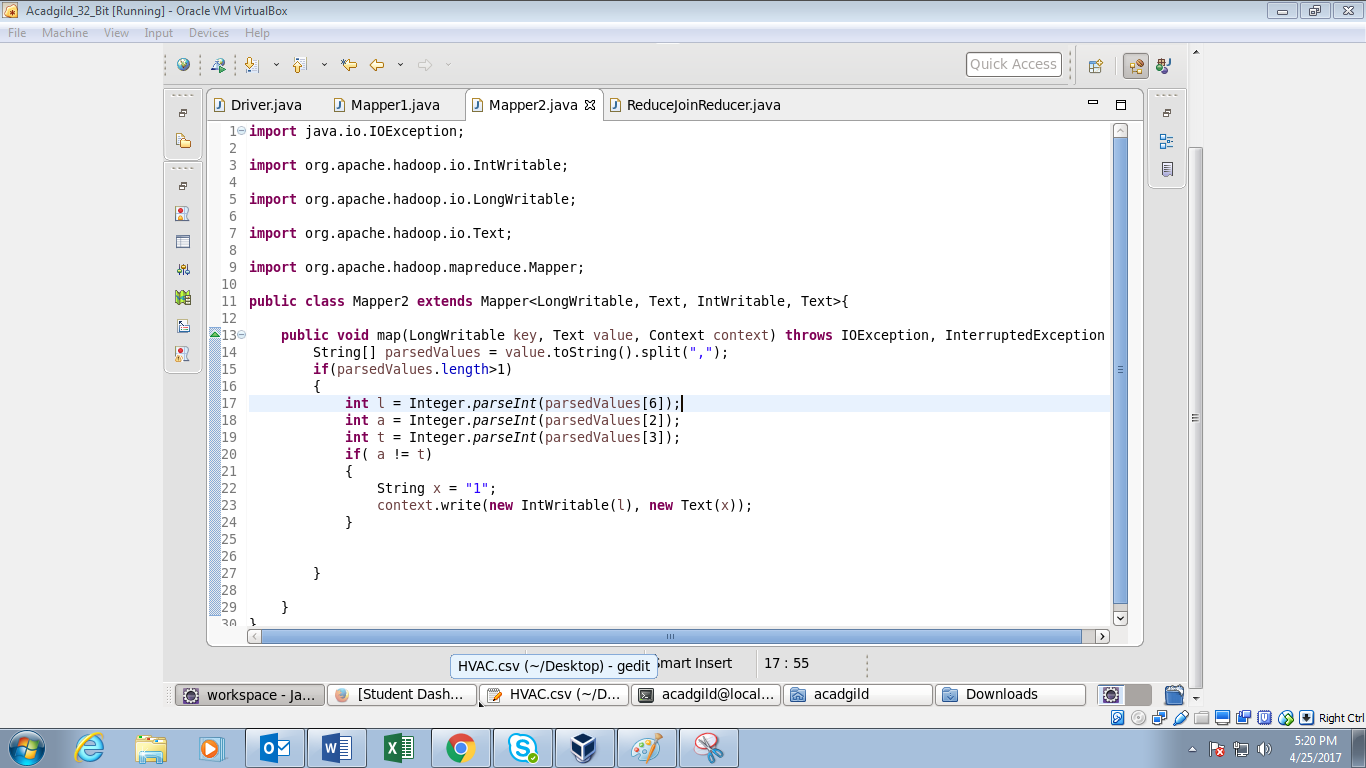 Acadgild_32_Bit [Running] - Oracle VM VirtualBox
File Machine View Input Devices Help
Quick Access
Driver.java Mapper1.java Mapper2.java ReduceJoinReducer.java
1 import java.io.IOException;
2
3 import org.apache.hadoop.io.IntWritable;
4
5 import org.apache.hadoop.io.LongWritable;
6
7 import org.apache.hadoop.io.Text;
8
9 import org.apache.hadoop.mapreduce.Mapper;
10
11 public class Mapper2 extends Mapper<LongWritable, Text, IntWritable, Text>{
12
13 public void map(LongWritable key, Text value, Context context) throws IOException, InterruptedException
14 String[] parsedValues = value.toString().split(",");
15 if(parsedValues.length>1)
16 {
17 int l = Integer.parseInt(parsedValues[6]);
18 int a = Integer.parseInt(parsedValues[2]);
19 int t = Integer.parseInt(parsedValues[3]);
20 if( a != t)
21 {
22 String x = "1";
23 context.write(new IntWritable(l), new Text(x));
24 }
25
26
27 }
28
29 }
30 }
HVAC.csv (~/Desktop) - gedit Smart Insert 17 : 55
workspace - Ja... [Student Dash... HVAC.csv (~/D... acadgild@local... acadgild Downloads
Right Ctrl
5:20 PM
4/25/2017